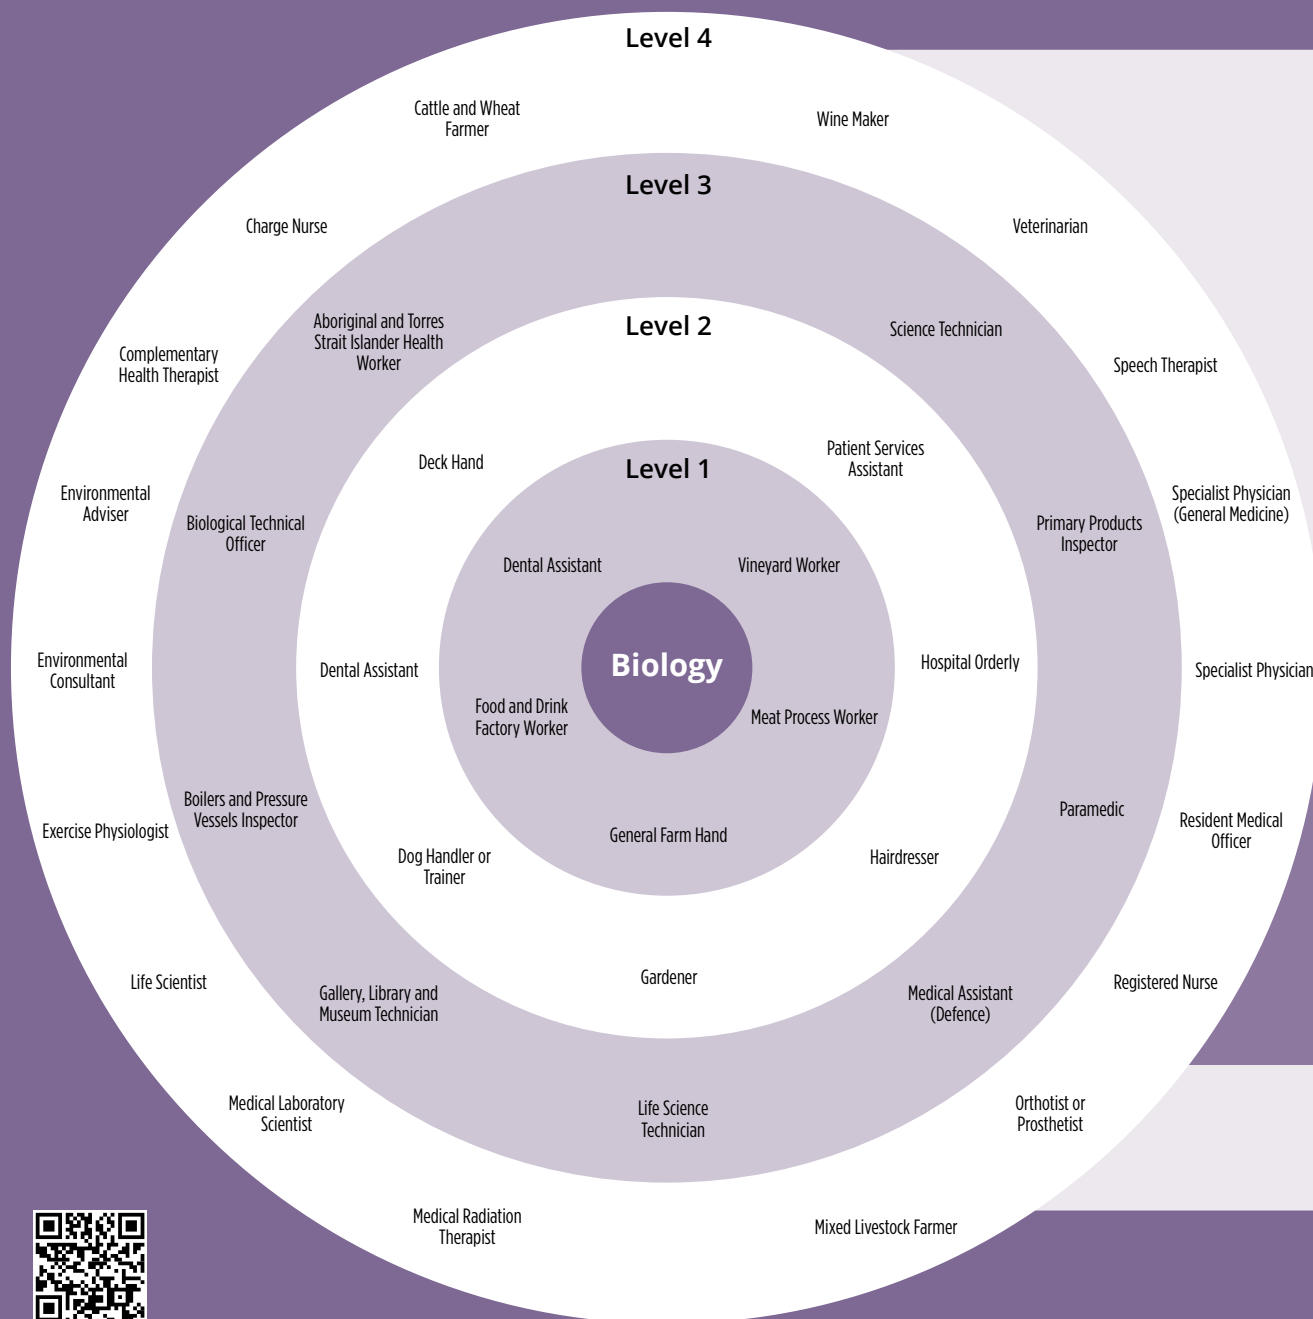 Level 4
Cattle and Wheat
Farmer
Wine Maker
Level 3
Charge Nurse
Veterinarian
Aboriginal and Torres
Strait Islander Health
Worker
Level 2
Science Technician
Complementary
Health Therapist
Speech Therapist
Deck Hand
Level 1
Patient Services
Assistant
Environmental
Adviser
Biological Technical
Officer
Primary Products
Inspector
Specialist Physician
(General Medicine)
Dental Assistant
Vineyard Worker
Environmental
Consultant
Dental Assistant
Biology
Hospital Orderly
Specialist Physician
Food and Drink
Factory Worker
Meat Process Worker
Exercise Physiologist
Boilers and Pressure
Vessels Inspector
General Farm Hand
Paramedic
Resident Medical
Officer
Dog Handler or
Trainer
Hairdresser
Life Scientist
Gallery, Library and
Museum Technician
Gardener
Medical Assistant
(Defence)
Registered Nurse
Medical Laboratory
Scientist
Life Science
Technician
Orthotist or
Prosthetist
Medical Radiation
Therapist
Mixed Livestock Farmer